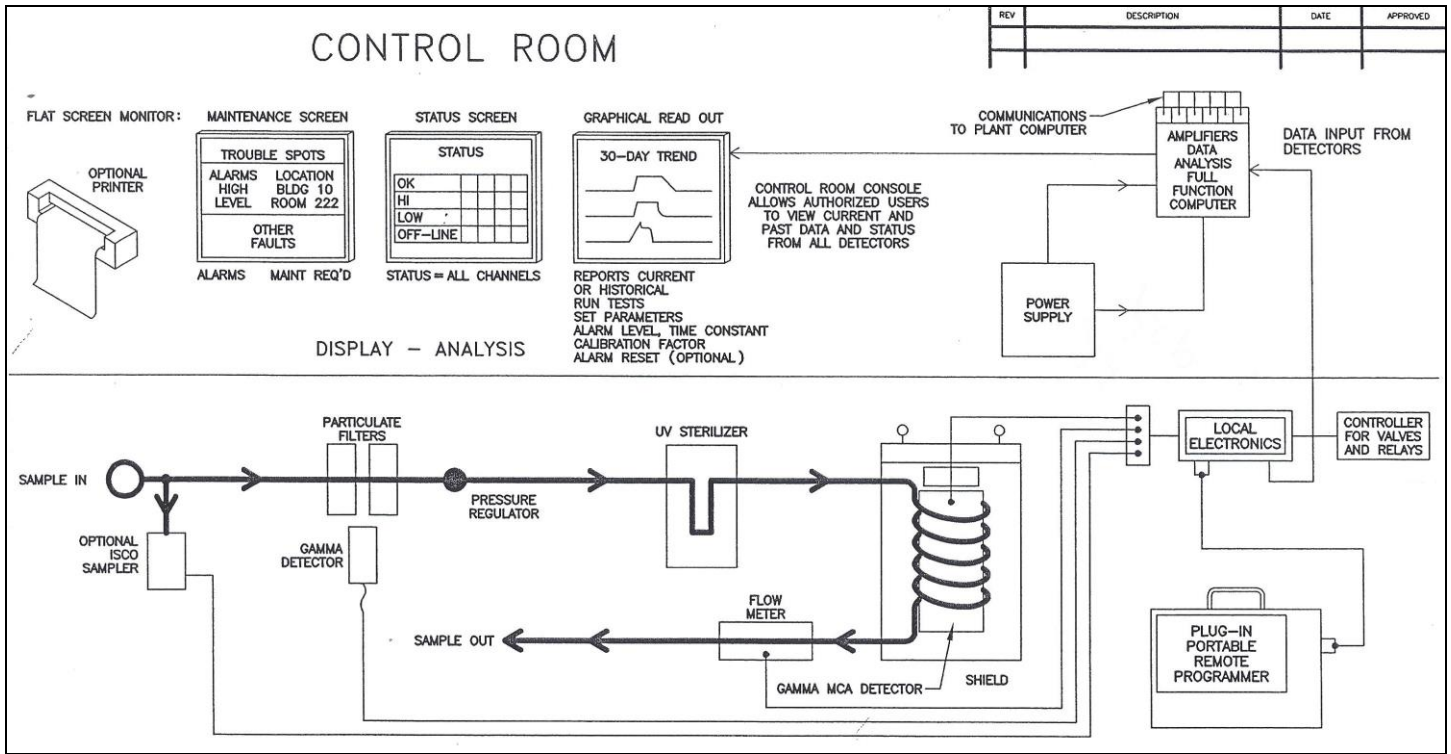 REV DESCRIPTION DATE APPROVED
CONTROL ROOM
FLAT SCREEN MONITOR:
OPTIONAL
PRINTER
MAINTENANCE SCREEN
TROUBLE SPOTS
ALARMS LOCATION
HIGH BLDG 10
LEVEL ROOM 222
OTHER
FAULTS
ALARMS MAINT REQ'D
STATUS SCREEN
STATUS
OK
HI
LOW
OFF-LINE
STATUS = ALL CHANNELS
GRAPHICAL READ OUT
30-DAY TREND
REPORTS CURRENT
OR HISTORICAL
RUN TESTS
SET PARAMETERS
ALARM LEVEL, TIME CONSTANT
CALIBRATION FACTOR
ALARM RESET (OPTIONAL)
CONTROL ROOM CONSOLE
ALLOWS AUTHORIZED USERS
TO VIEW CURRENT AND
PAST DATA AND STATUS
FROM ALL DETECTORS
COMMUNICATIONS
TO PLANT COMPUTER
AMPLIFIERS
DATA
ANALYSIS
FULL
FUNCTION
COMPUTER
DATA INPUT FROM
DETECTORS
POWER
SUPPLY
DISPLAY - ANALYSIS
SAMPLE IN
OPTIONAL
ISCO
SAMPLER
PARTICULATE
FILTERS
GAMMA
DETECTOR
PRESSURE
REGULATOR
UV STERILIZER
FLOW
METER
SAMPLE OUT
GAMMA MCA DETECTOR
SHIELD
LOCAL
ELECTRONICS
CONTROLLER
FOR VALVES
AND RELAYS
PLUG-IN
PORTABLE
REMOTE
PROGRAMMER